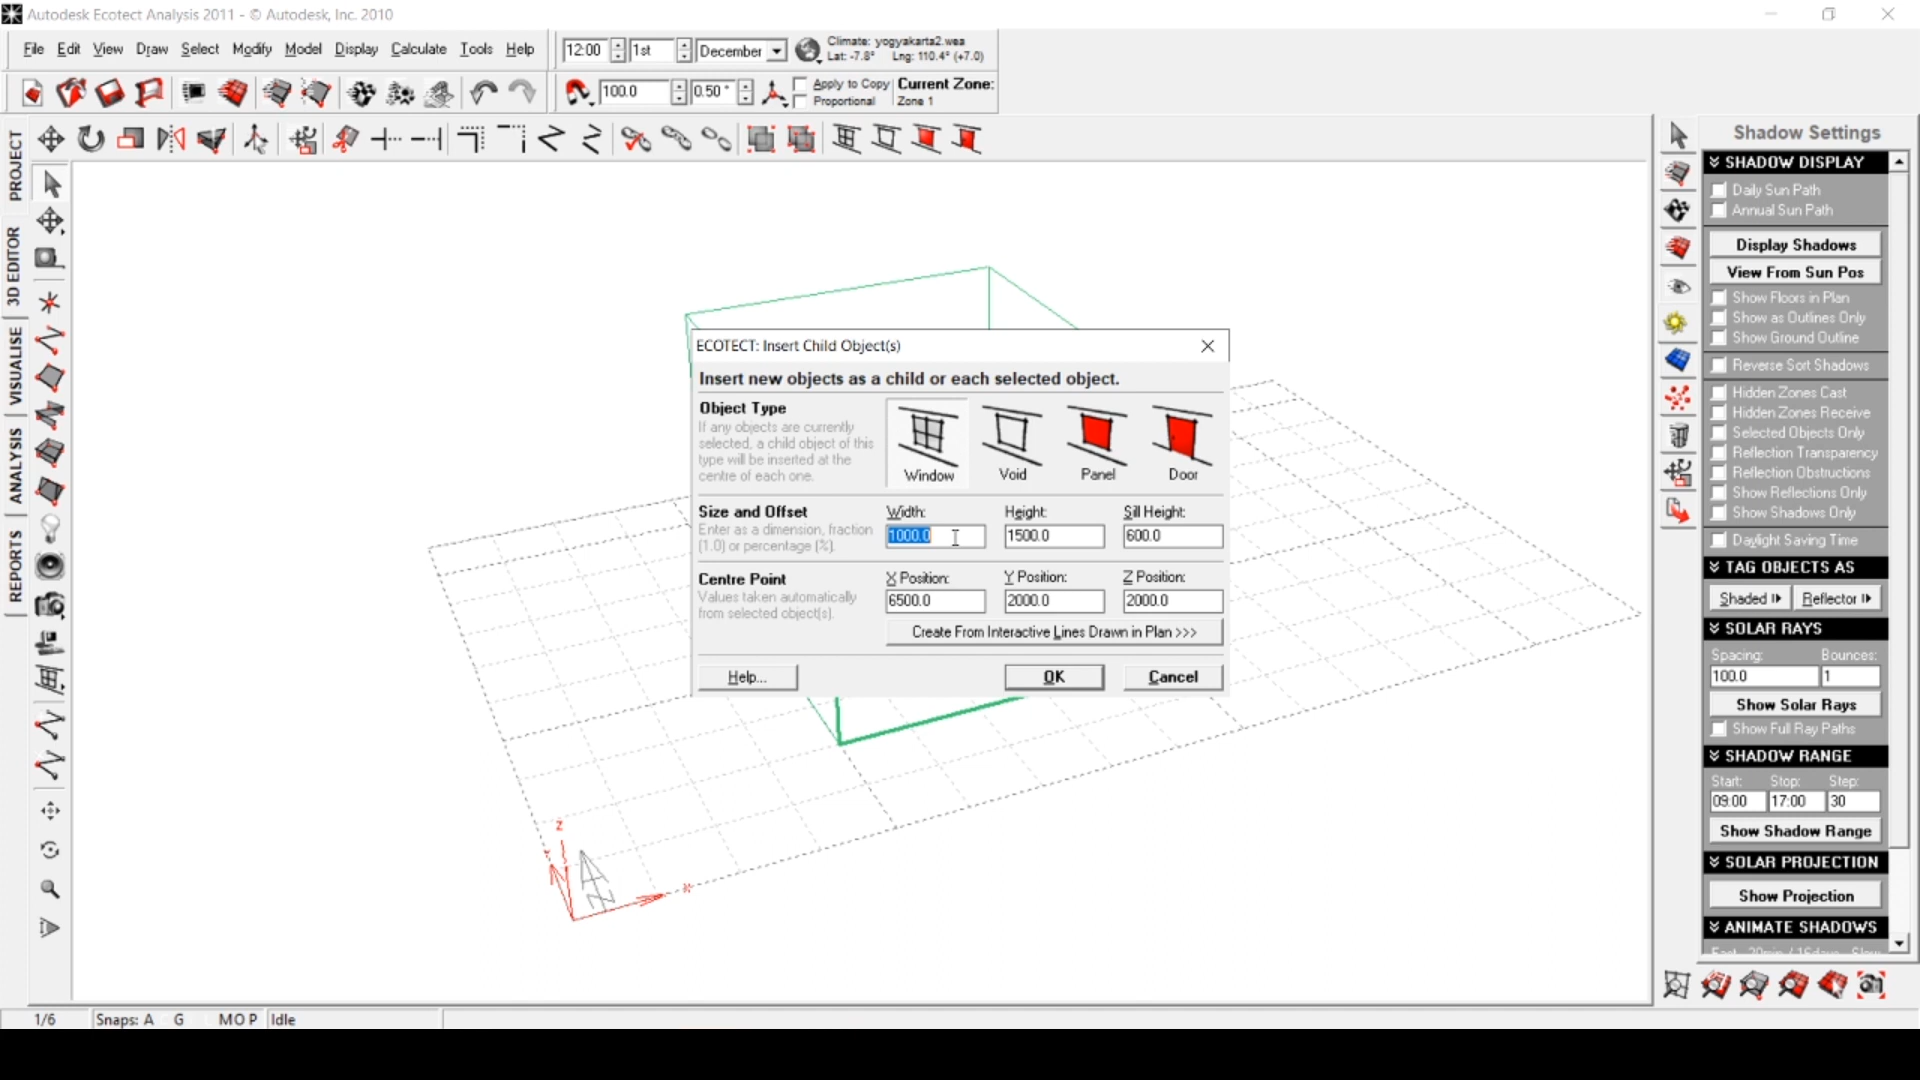 Autodesk Ecotect Analysis 2011 - © Autodesk, Inc. 2010
File Edit View Draw Select Modify Model Display Calculate Tools Help
12:00 1st December
Climate: yogyakarta2.wea
Lat: -7.8° Lng: 110.4° (+7.0)
100.0 0.50 °
Apply to Copy
Proportional
Current Zone:
Zone 1
PROJECT
3D EDITOR
VISUALISE
ANALYSIS
REPORTS
ECOTECT: Insert Child Object(s)
Insert new objects as a child or each selected object.
Object Type
If any objects are currently
selected, a child object of this
type will be inserted at the
centre of each one.
Window Void Panel Door
Size and Offset
Enter as a dimension, fraction
(1.0) or percentage (%).
Width: Height: Sill Height:
1000.0 1500.0 600.0
Centre Point
Values taken automatically
from selected object(s).
X Position: Y Position: Z Position:
6500.0 2000.0 2000.0
Create From Interactive Lines Drawn in Plan >>>
Help... OK Cancel
Z
Y
X
N
Shadow Settings
SHADOW DISPLAY
Daily Sun Path
Annual Sun Path
Display Shadows
View From Sun Pos
Show Floors in Plan
Show as Outlines Only
Show Ground Outline
Reverse Sort Shadows
Hidden Zones Cast
Hidden Zones Receive
Selected Objects Only
Reflection Transparency
Reflection Obstructions
Show Reflections Only
Show Shadows Only
Daylight Saving Time
TAG OBJECTS AS
Shaded Reflector
SOLAR RAYS
Spacing: Bounces:
100.0 1
Show Solar Rays
Show Full Ray Paths
SHADOW RANGE
Start: Stop: Step:
09:00 17:00 30
Show Shadow Range
SOLAR PROJECTION
Show Projection
ANIMATE SHADOWS
1/6 Snaps: A G MO P Idle